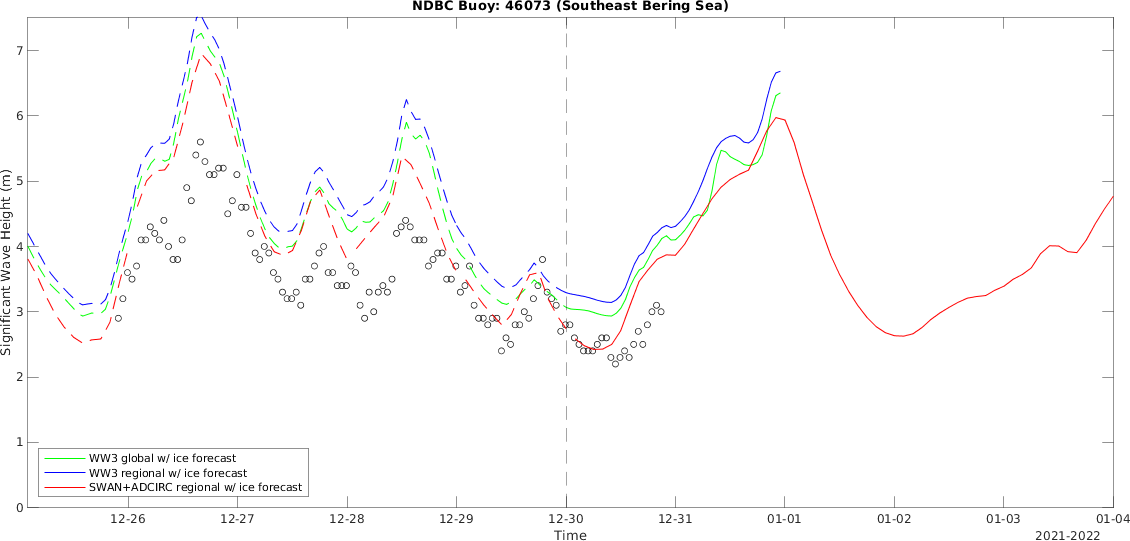 NDBC Buoy: 46073 (Southeast Bering Sea)
Significant Wave Height (m)
7
6
5
4
3
2
1
0
WW3 global w/ ice forecast
WW3 regional w/ ice forecast
SWAN+ADCIRC regional w/ ice forecast
12-26 12-27 12-28 12-29 12-30 12-31 01-01 01-02 01-03 01-04
Time
2021-2022